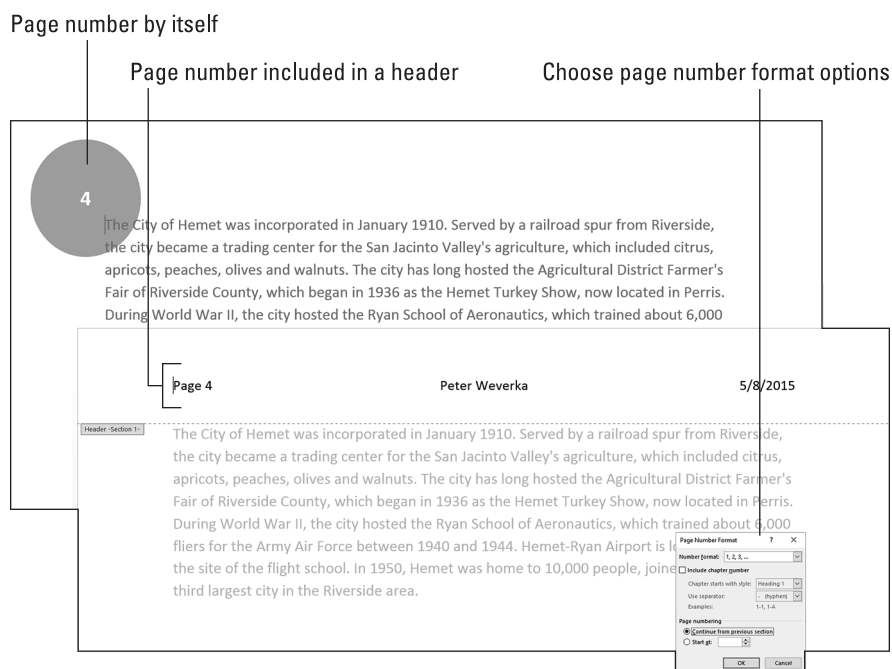 Page number by itself
Page number included in a header
Choose page number format options
4
The City of Hemet was incorporated in January 1910. Served by a railroad spur from Riverside,
the city became a trading center for the San Jacinto Valley's agriculture, which included citrus,
apricots, peaches, olives and walnuts. The city has long hosted the Agricultural District Farmer's
Fair of Riverside County, which began in 1936 as the Hemet Turkey Show, now located in Perris.
During World War II, the city hosted the Ryan School of Aeronautics, which trained about 6,000
Page 4 Peter Weverka 5/8/2015
Header -Section 1-
The City of Hemet was incorporated in January 1910. Served by a railroad spur from Riverside,
the city became a trading center for the San Jacinto Valley's agriculture, which included citrus,
apricots, peaches, olives and walnuts. The city has long hosted the Agricultural District Farmer's
Fair of Riverside County, which began in 1936 as the Hemet Turkey Show, now located in Perris.
During World War II, the city hosted the Ryan School of Aeronautics, which trained about 6,000
fliers for the Army Air Force between 1940 and 1944. Hemet-Ryan Airport is
the site of the flight school. In 1950, Hemet was home to 10,000 people, joine
third largest city in the Riverside area.
Page Number Format ? ×
Number format: 1, 2, 3, ...
Include chapter number
Chapter starts with style: Heading 1
Use separator: - (hyphen)
Examples: 1-1, 1-A
Page numbering
Continue from previous section
Start at:
OK Cancel